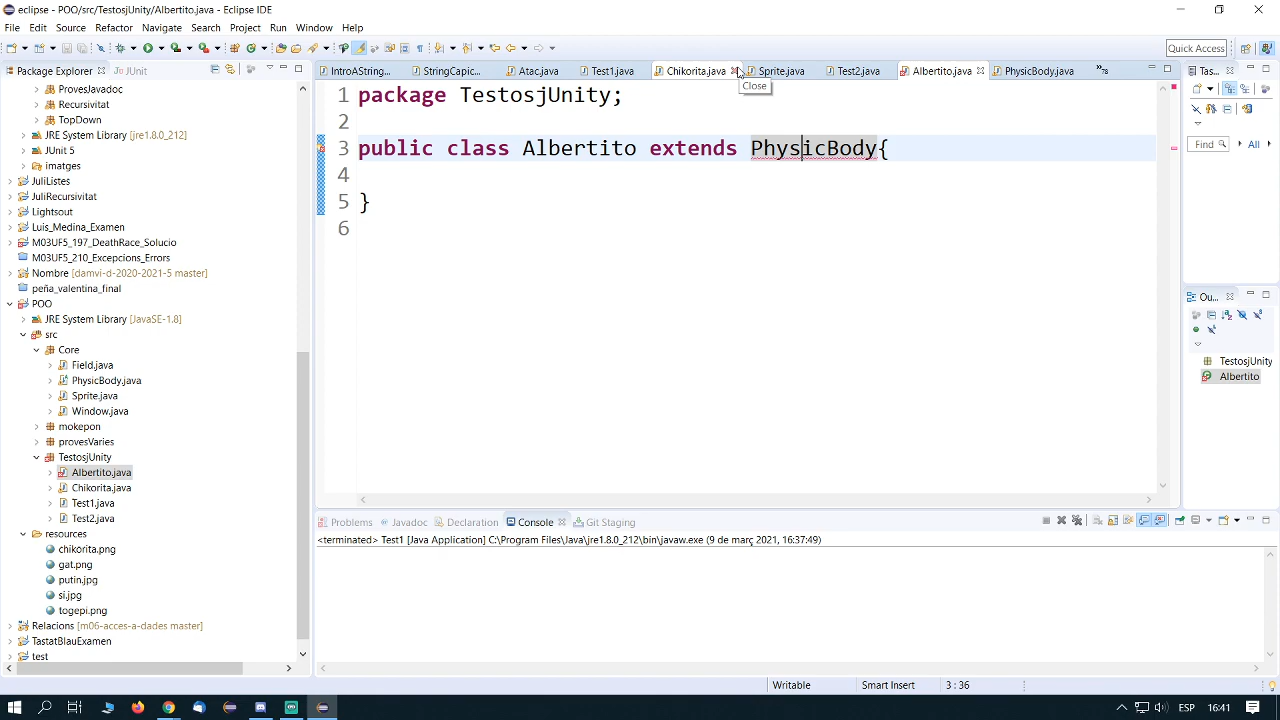 eclipse - POO/src/TestosjUnity/Albertito.java - Eclipse IDE
File Edit Source Refactor Navigate Search Project Run Window Help
Quick Access
Package Explorer JUnit
IntroAString... StringCapic... Atac.java Test1.java Chikorita.java Sprite.java Test2.java Albertito.java PhysicBody.java »78
Close
Tas...
Find All
ProvesJavadoc
Recursivitat
TopDown
JRE System Library [jre1.8.0_212]
JUnit 5
imatges
JuliListes
JuliRecursivitat
Lightsout
Luis_Medina_Examen
M03UF5_197_DeathRace_Solucio
M03UF5_210_Excepcions_Errors
Nombre [damvi-d-2020-2021-5 master]
peña_valentina_final
POO
JRE System Library [JavaSE-1.8]
src
Core
Field.java
PhysicBody.java
Sprite.java
Window.java
mokepon
provesVaries
TestosjUnity
Albertito.java
Chikorita.java
Test1.java
Test2.java
resources
chikorita.png
gat.png
putin.jpg
si.jpg
togepi.png
Relacions [m06-acces-a-dades master]
TastatBlauExamen
test
1 package TestosjUnity;
2
3 public class Albertito extends PhysicBody{
4
5 }
6
Ou...
TestosjUnity
Albertito
Problems Javadoc Declaration Console Git Staging
<terminated> Test1 [Java Application] C:\Program Files\Java\jre1.8.0_212\bin\javaw.exe (9 de març 2021, 16:37:49)
Writable Smart Insert 3 : 36
ESP 16:41